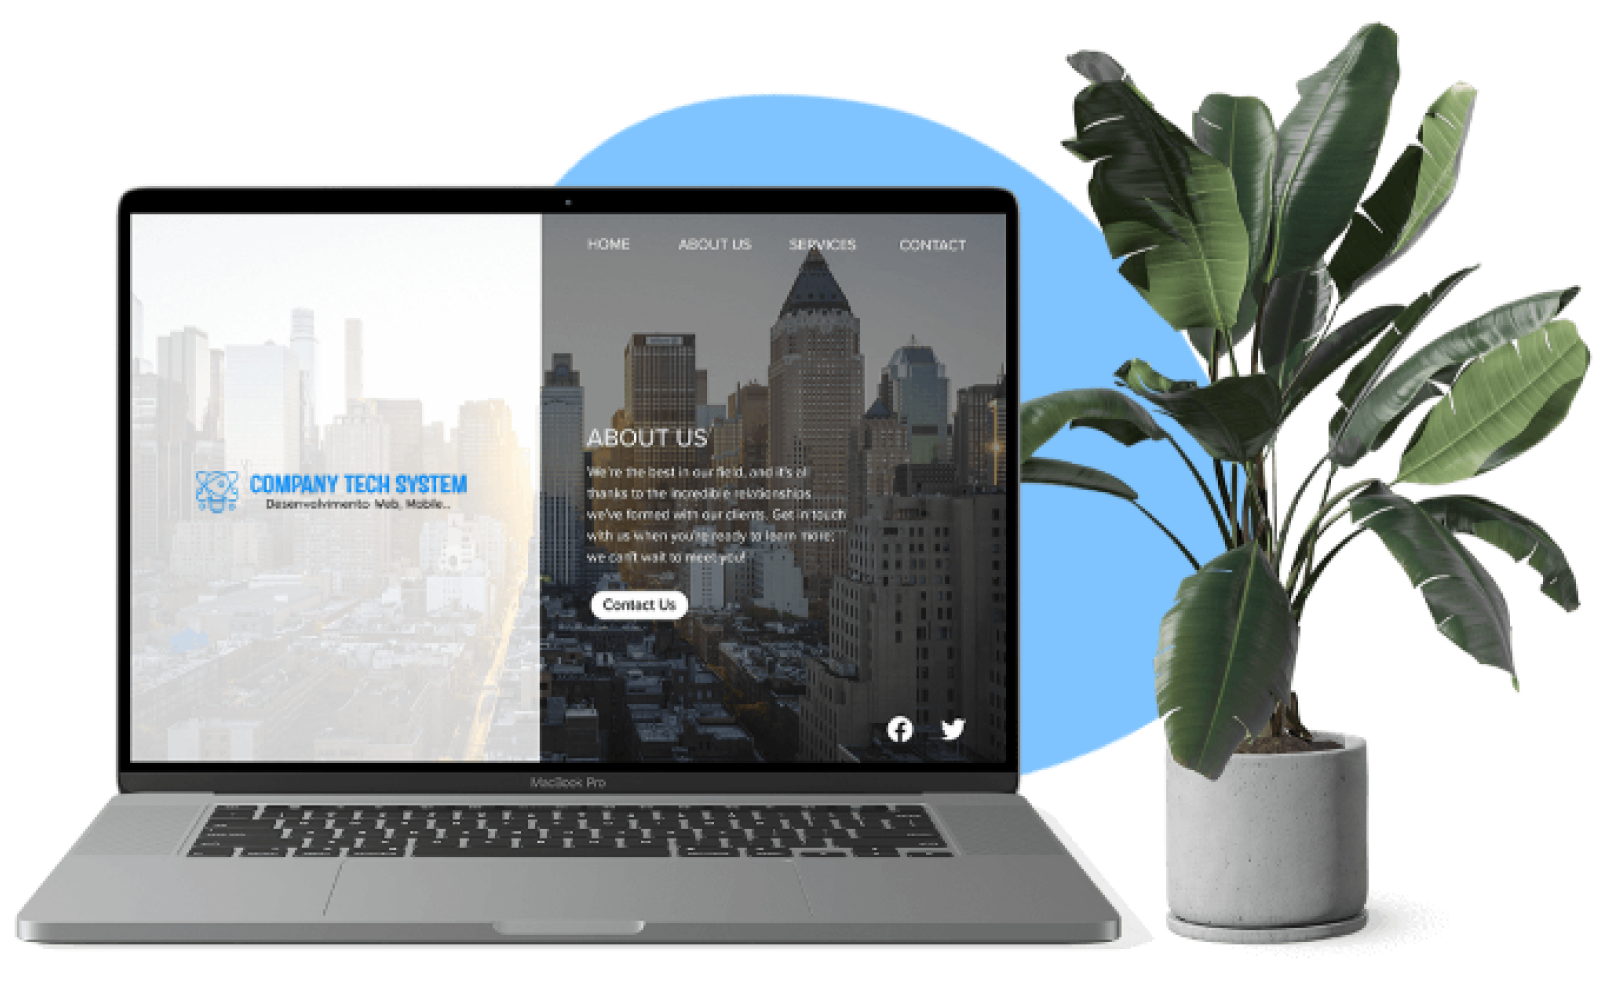 HOME ABOUT US SERVICES CONTACT
COMPANY TECH SYSTEM
Desenvolvimento Web, Mobile...
ABOUT US
We're the best in our field, and it's all
thanks to the incredible relationships
we've formed with our clients. Get in touch
with us when you're ready to learn more;
we can't wait to meet you!
Contact Us
MacBook Pro